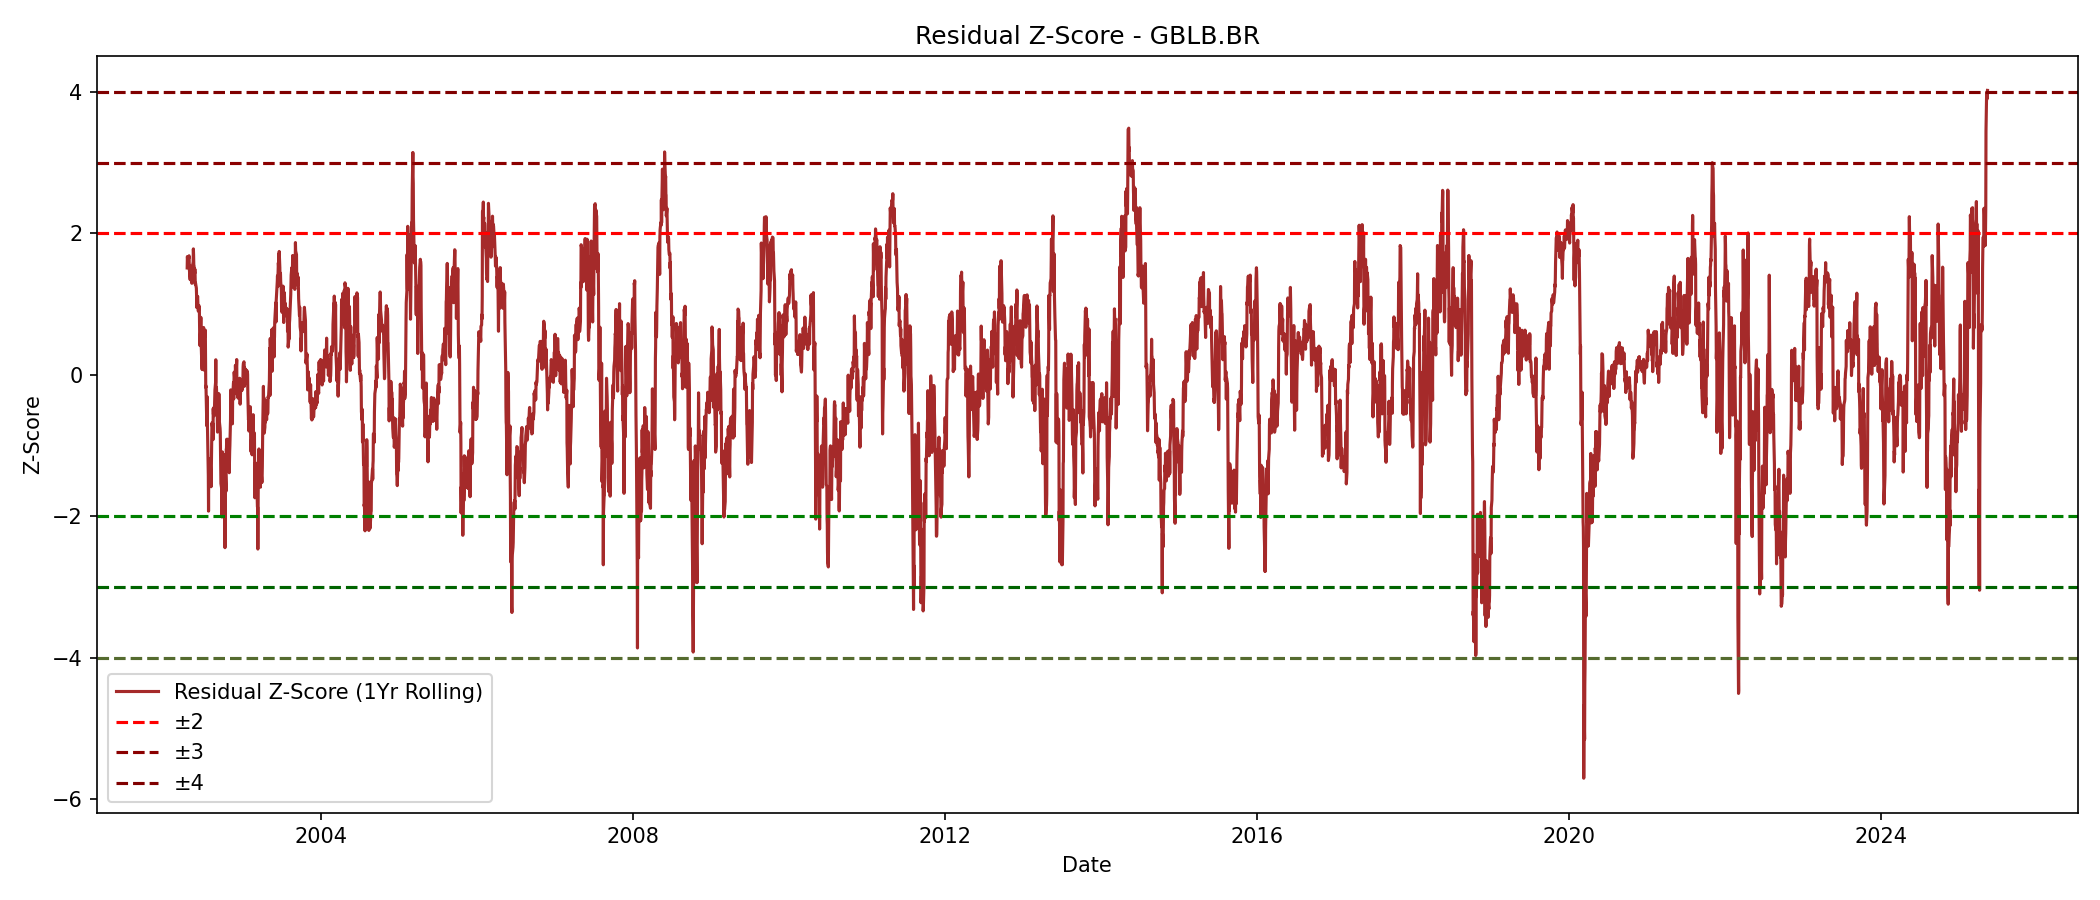 Residual Z-Score - GBLB.BR
4
2
0
−2
−4
−6
Z-Score
Residual Z-Score (1Yr Rolling)
±2
±3
±4
2004 2008 2012 2016 2020 2024
Date